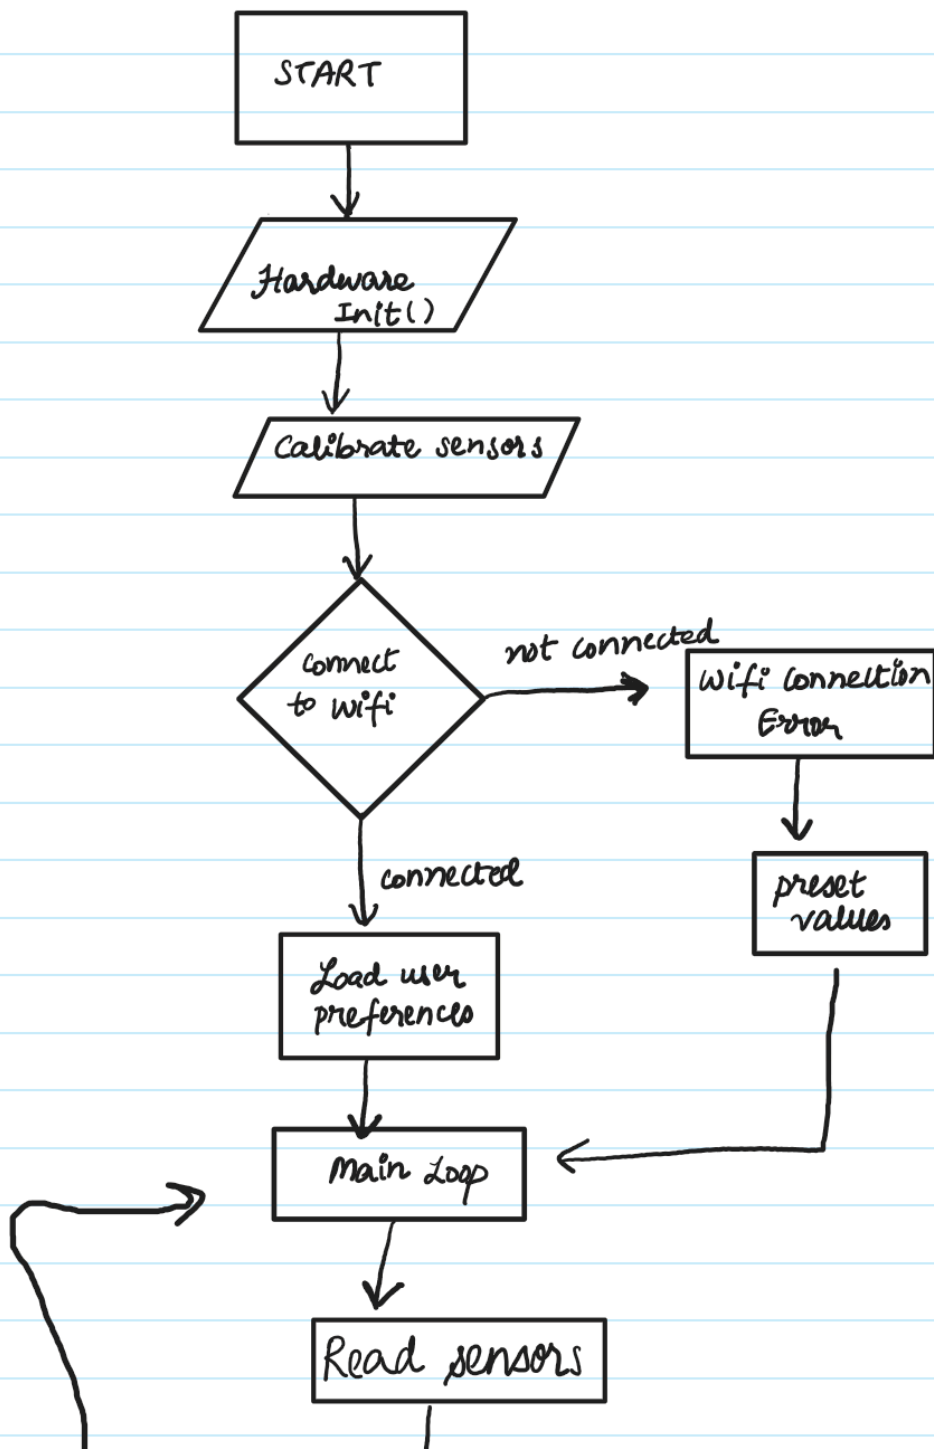 START
Hardware
Init()
Calibrate sensors
Connect
to wifi
not connected
Wifi Connection
Error
connected
preset
values
Load user
preferences
Main Loop
Read sensors